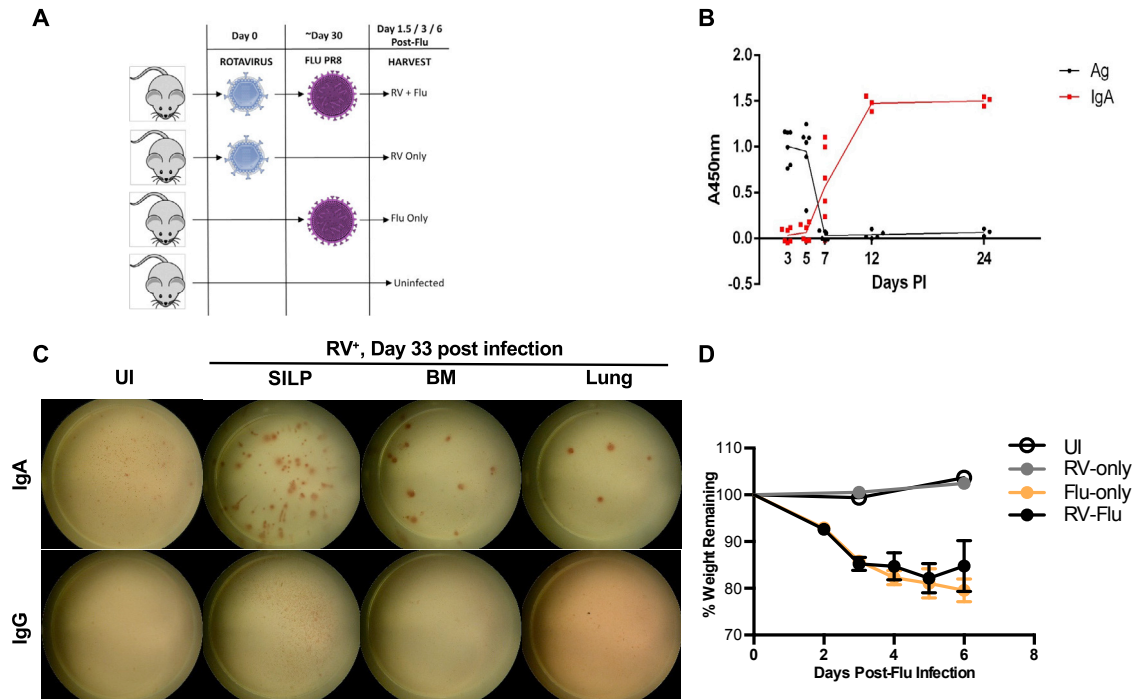 A
Day 0
~Day 30
Day 1.5 / 3 / 6
Post-Flu
ROTAVIRUS
FLU PR8
HARVEST
RV + Flu
RV Only
Flu Only
Uninfected
B
2.0
1.5
1.0
0.5
0.0
-0.5
A450nm
3
5
7
12
24
Days PI
Ag
IgA
C
RV⁺, Day 33 post infection
UI
SILP
BM
Lung
IgA
IgG
D
110
100
90
80
70
% Weight Remaining
0
2
4
6
8
Days Post-Flu Infection
UI
RV-only
Flu-only
RV-Flu